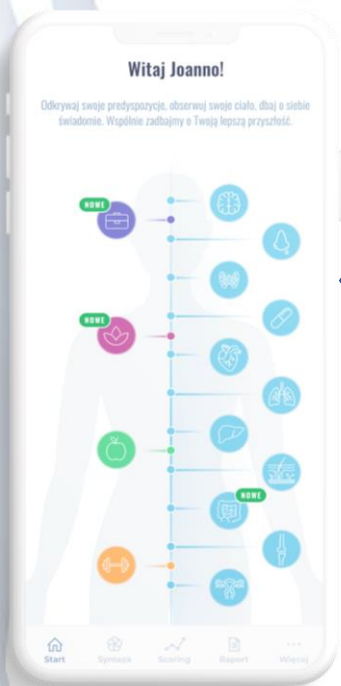 Witaj Joanno!
Odkrywaj swoje predyspozycje, obserwuj swoje ciało, dbaj o siebie
świadomie. Wspólnie zadbajmy o Twoją lepszą przyszłość.
NOWE
NOWE
NOWE
Start Synteza Scoring Raport Więcej